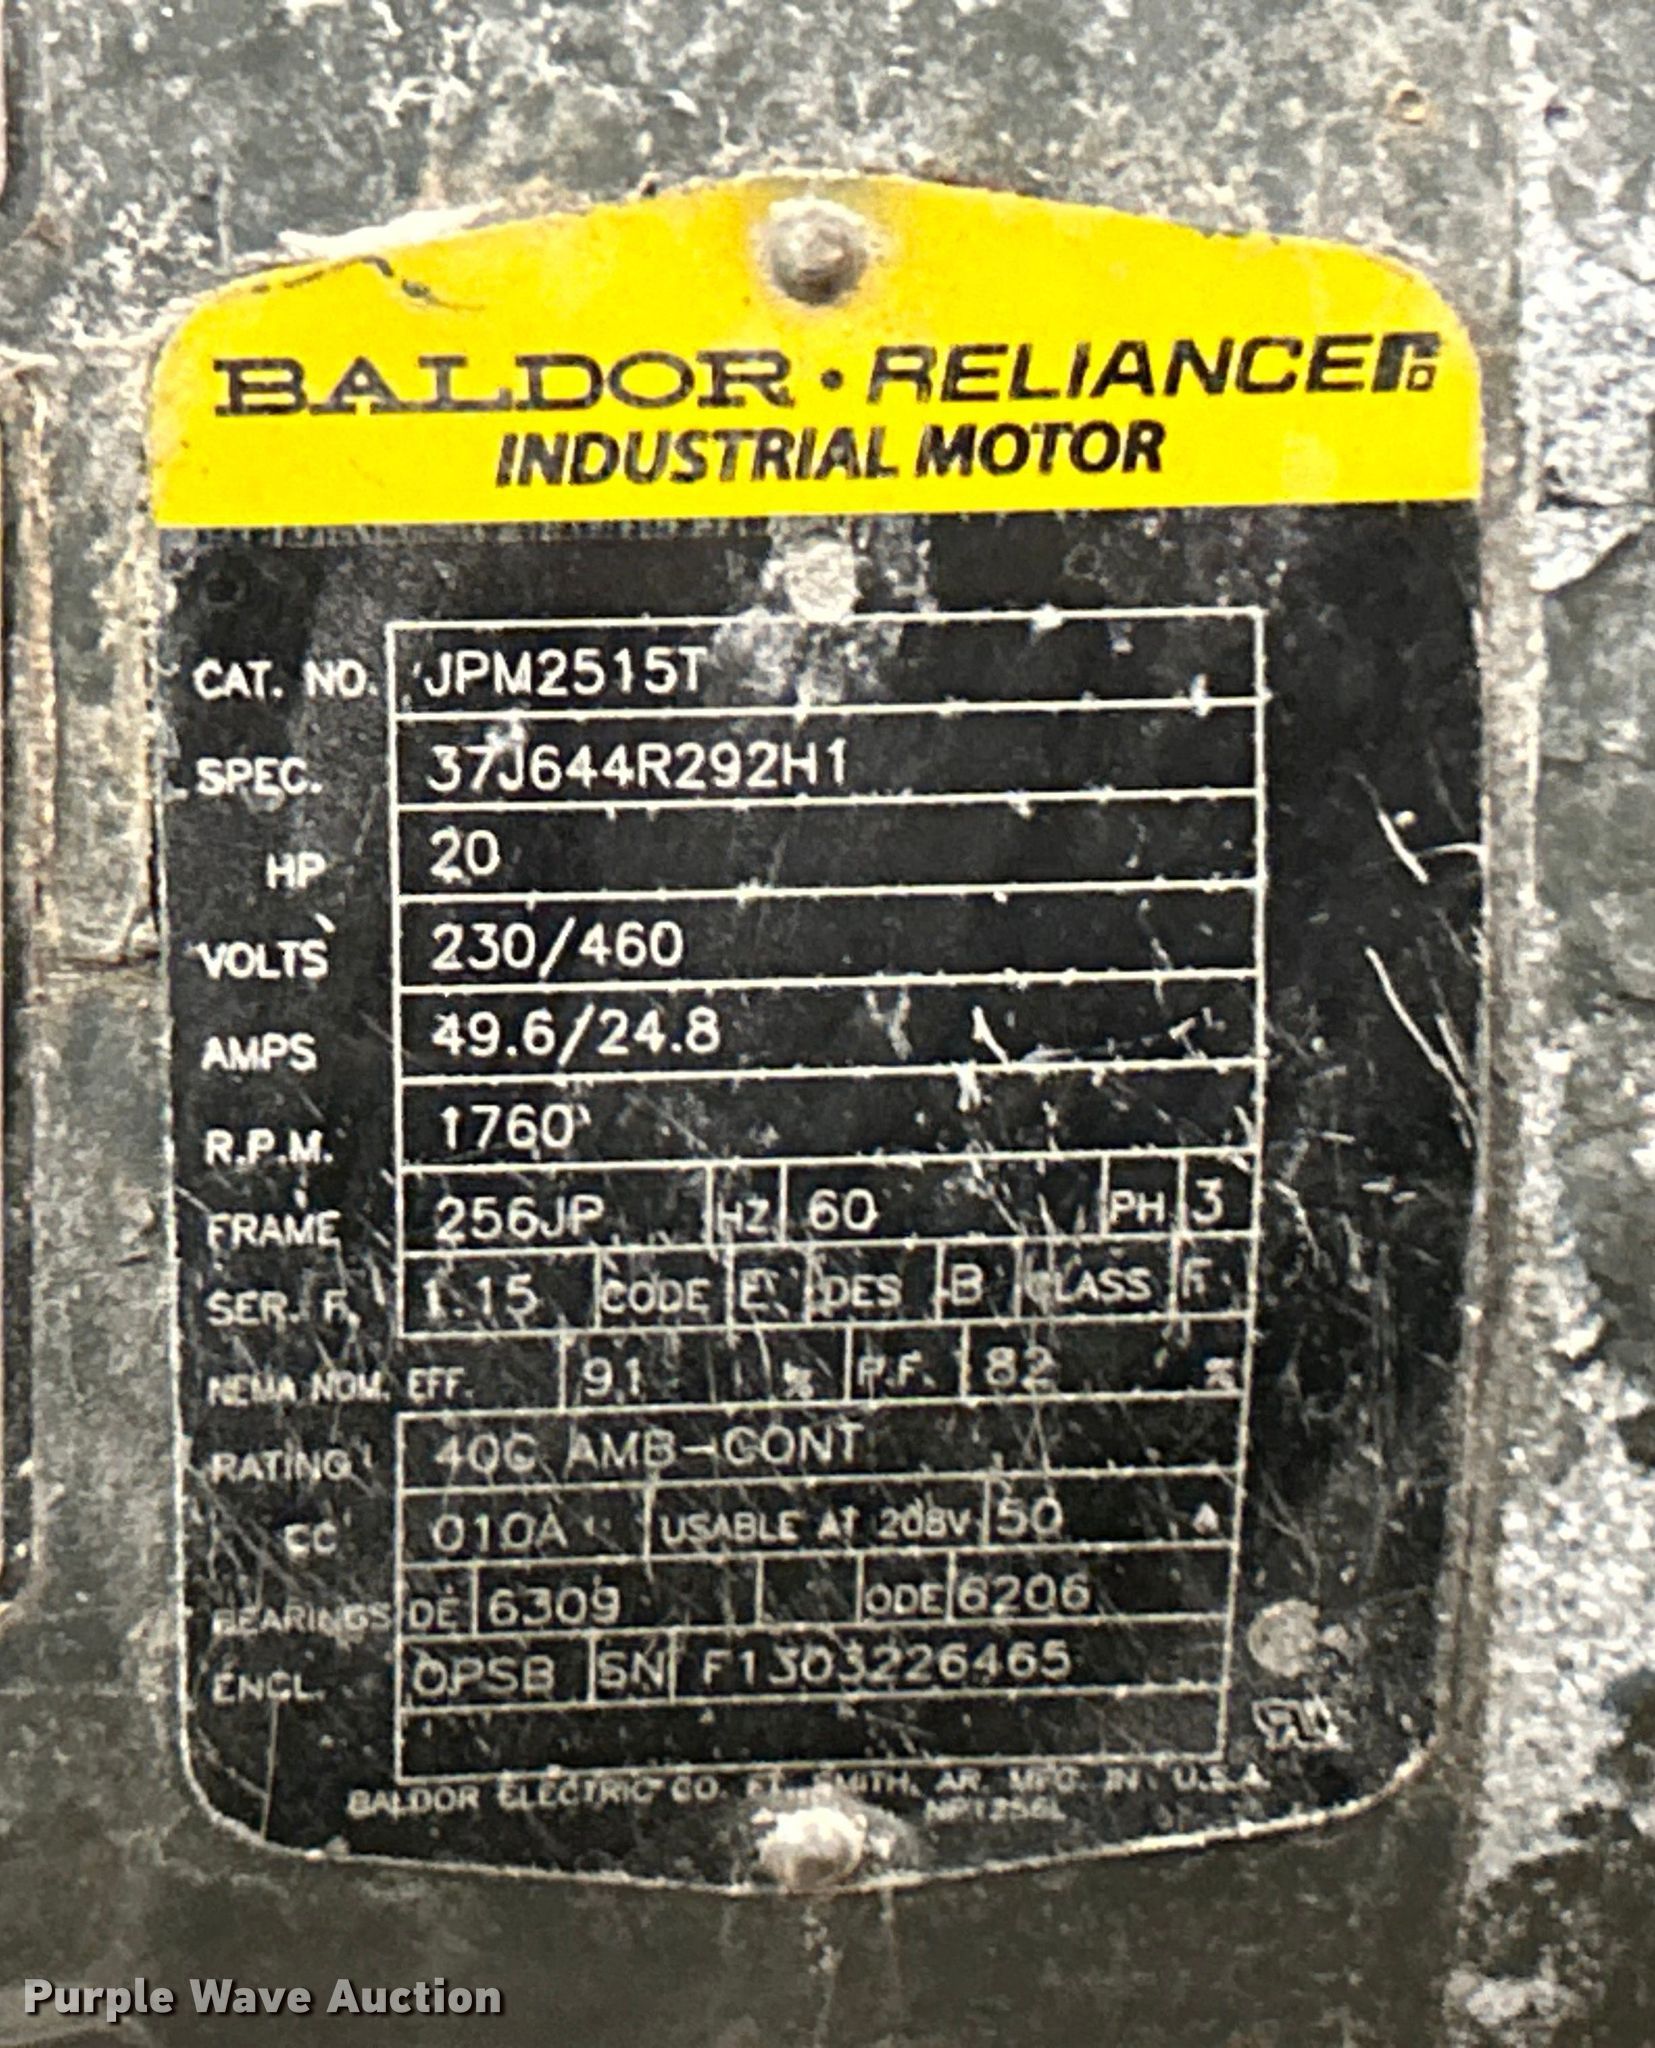 BALDOR • RELIANCE
INDUSTRIAL MOTOR
CAT. NO. JPM2515T
SPEC. 37J644R292H1
HP 20
VOLTS 230/460
AMPS 49.6/24.8
R.P.M. 1760
FRAME 256JP HZ 60 PH 3
SER. F. 1.15 CODE E DES B CLASS F
NEMA NOM. EFF. 91 % P.F. 82 %
RATING 40C AMB-CONT
CC 010A USABLE AT 208V 50 A
BEARINGS DE 6309 ODE 6206
ENCL. OPSB SN F1303226465
BALDOR ELECTRIC CO. FT. SMITH, AR. MFG. IN U.S.A.
NP1256L
Purple Wave Auction